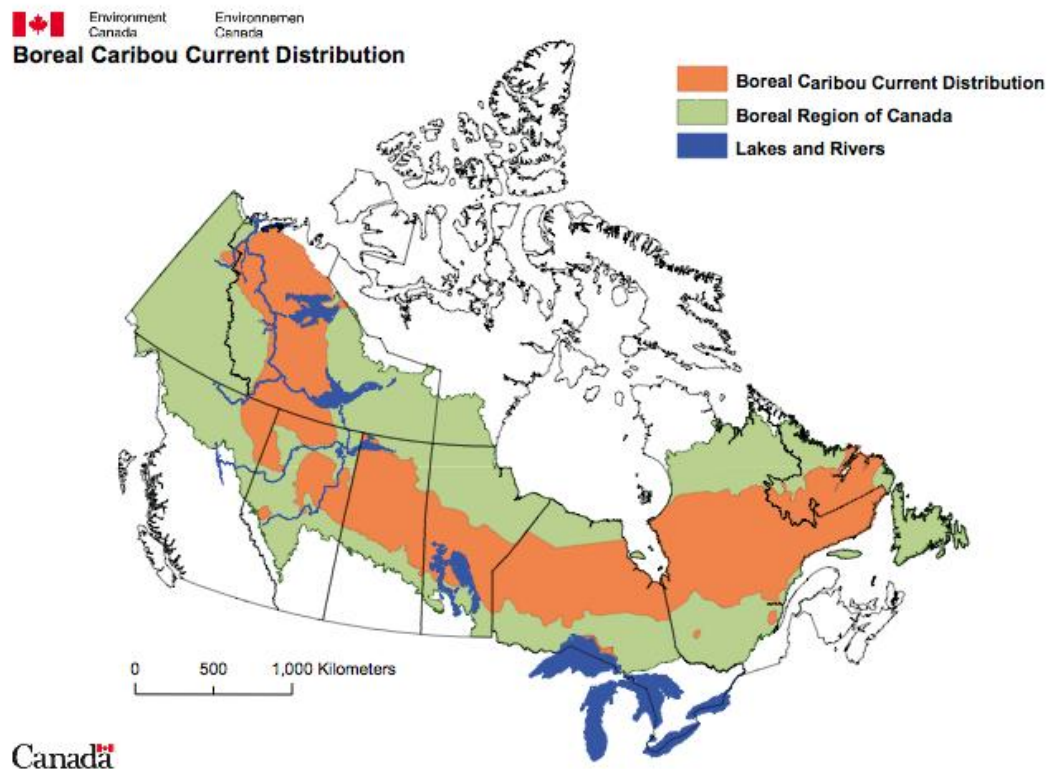 Environment Environnemen
Canada Canada
Boreal Caribou Current Distribution
Boreal Caribou Current Distribution
Boreal Region of Canada
Lakes and Rivers
0 500 1,000 Kilometers
Canada